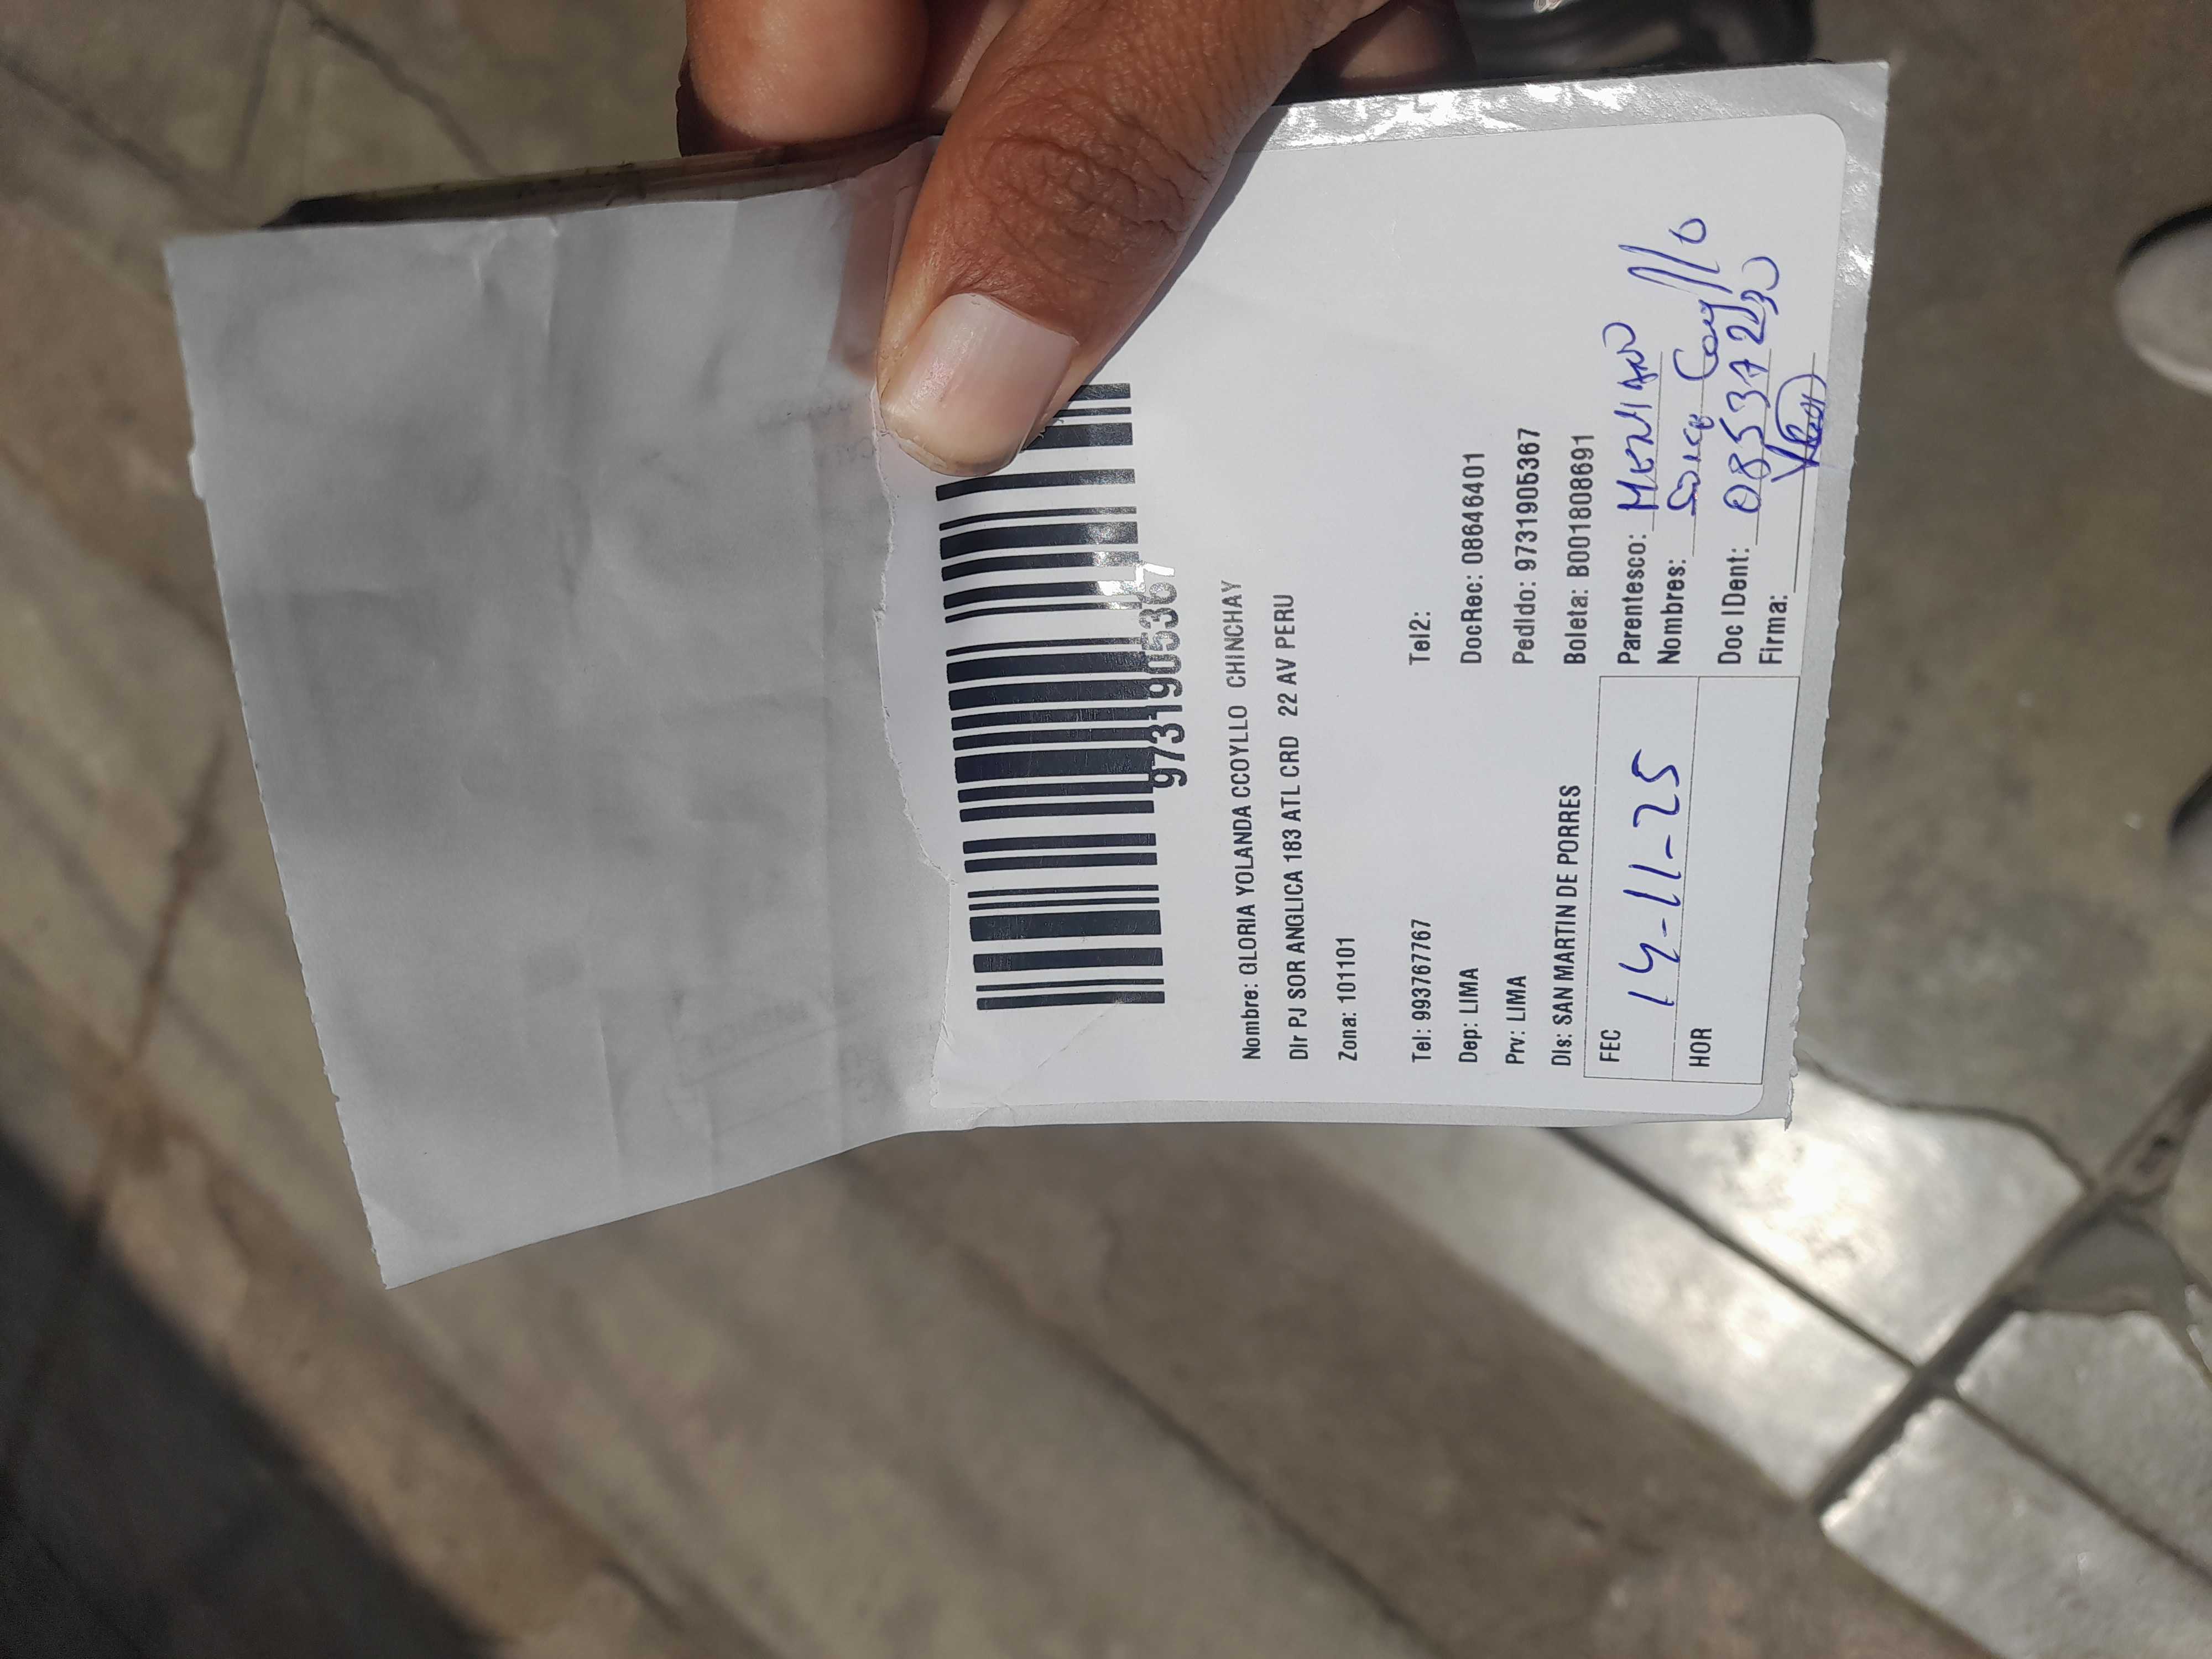 9731905367
Nombre: GLORIA YOLANDA CCOYLLO CHINCHAY
Dir PJ SOR ANGLICA 183 ATL CRD 22 AV PERU
Zona: 101101
Tel: 993767767 Tel2:
Dep: LIMA DocRec: 08646401
Prv: LIMA Pedido: 9731905367
Dis: SAN MARTIN DE PORRES Boleta: B001808691
FEC 14-11-25
HOR
Parentesco:
Nombres:
Doc IDent:
Firma: